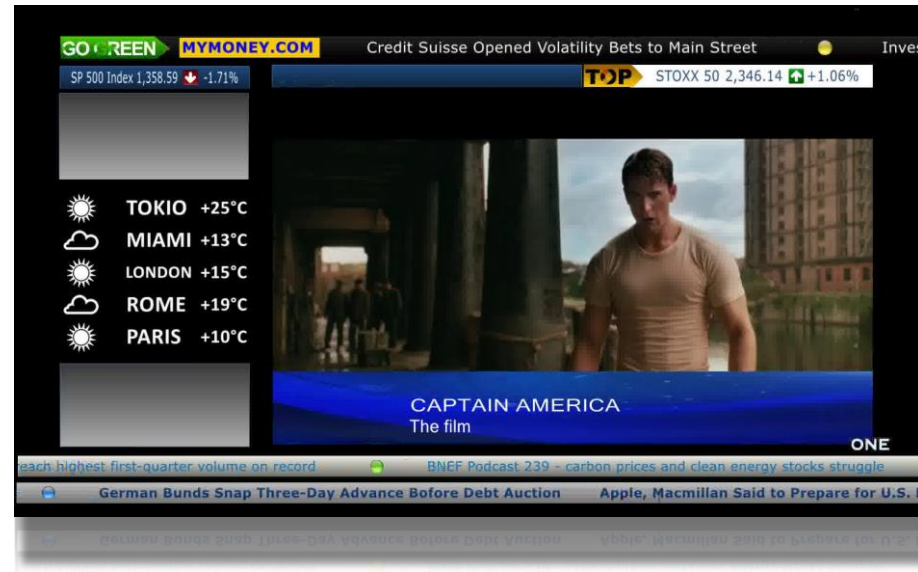 GO GREEN MYMONEY.COM Credit Suisse Opened Volatility Bets to Main Street Inves
SP 500 Index 1,358.59 -1.71%
TOP STOXX 50 2,346.14 +1.06%
TOKIO +25°C
MIAMI +13°C
LONDON +15°C
ROME +19°C
PARIS +10°C
CAPTAIN AMERICA
The film
ONE
each highest first-quarter volume on record BNEF Podcast 239 - carbon prices and clean energy stocks struggle
German Bunds Snap Three-Day Advance Bofore Debt Auction Apple, Macmillan Said to Prepare for U.S.